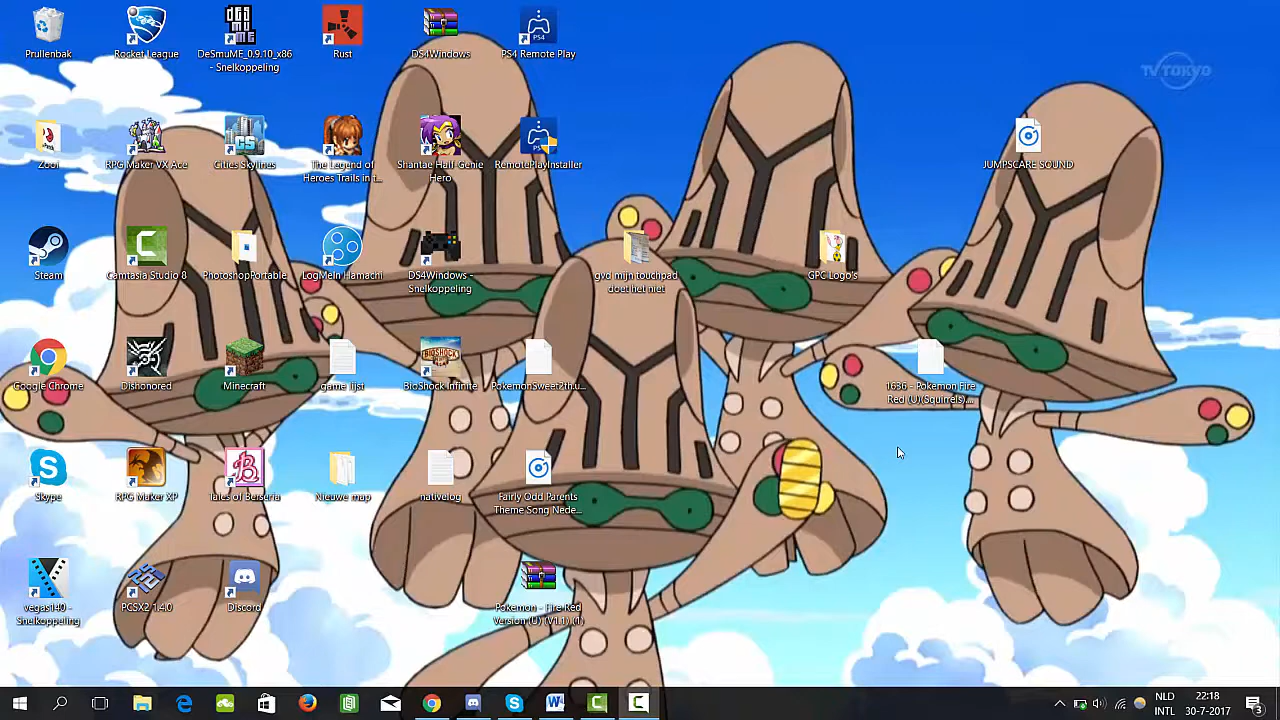 TV TOKYO
Prullenbak
Rocket League
DeSmuME_0.9.10_x86
- Snelkoppeling
Rust
DS4Windows
PS4 Remote Play
Zooi
RPG Maker VX Ace
Cities Skylines
The Legend of
Heroes Trails in t...
Shantae Half-Genie
Hero
RemotePlayInstaller
JUMPSCARE SOUND
Steam
Camtasia Studio 8
PhotoshopPortable
LogMeIn Hamachi
DS4Windows -
Snelkoppeling
gvd mijn touchpad
doet het niet
GPC Logo's
Google Chrome
Dishonored
Minecraft
game_list
BioShock Infinite
PokemonSweet2th.u...
1636 - Pokemon Fire
Red (U)(Squirrels)...
Skype
RPG Maker XP
Tales of Berseria
Nieuwe map
nativelog
Fairly Odd Parents
Theme Song Nede...
vegas140 -
Snelkoppeling
PCSX2 1.4.0
Discord
Pokemon - Fire Red
Version (U) (V1.1) (1)
NLD
INTL
22:18
30-7-2017
3